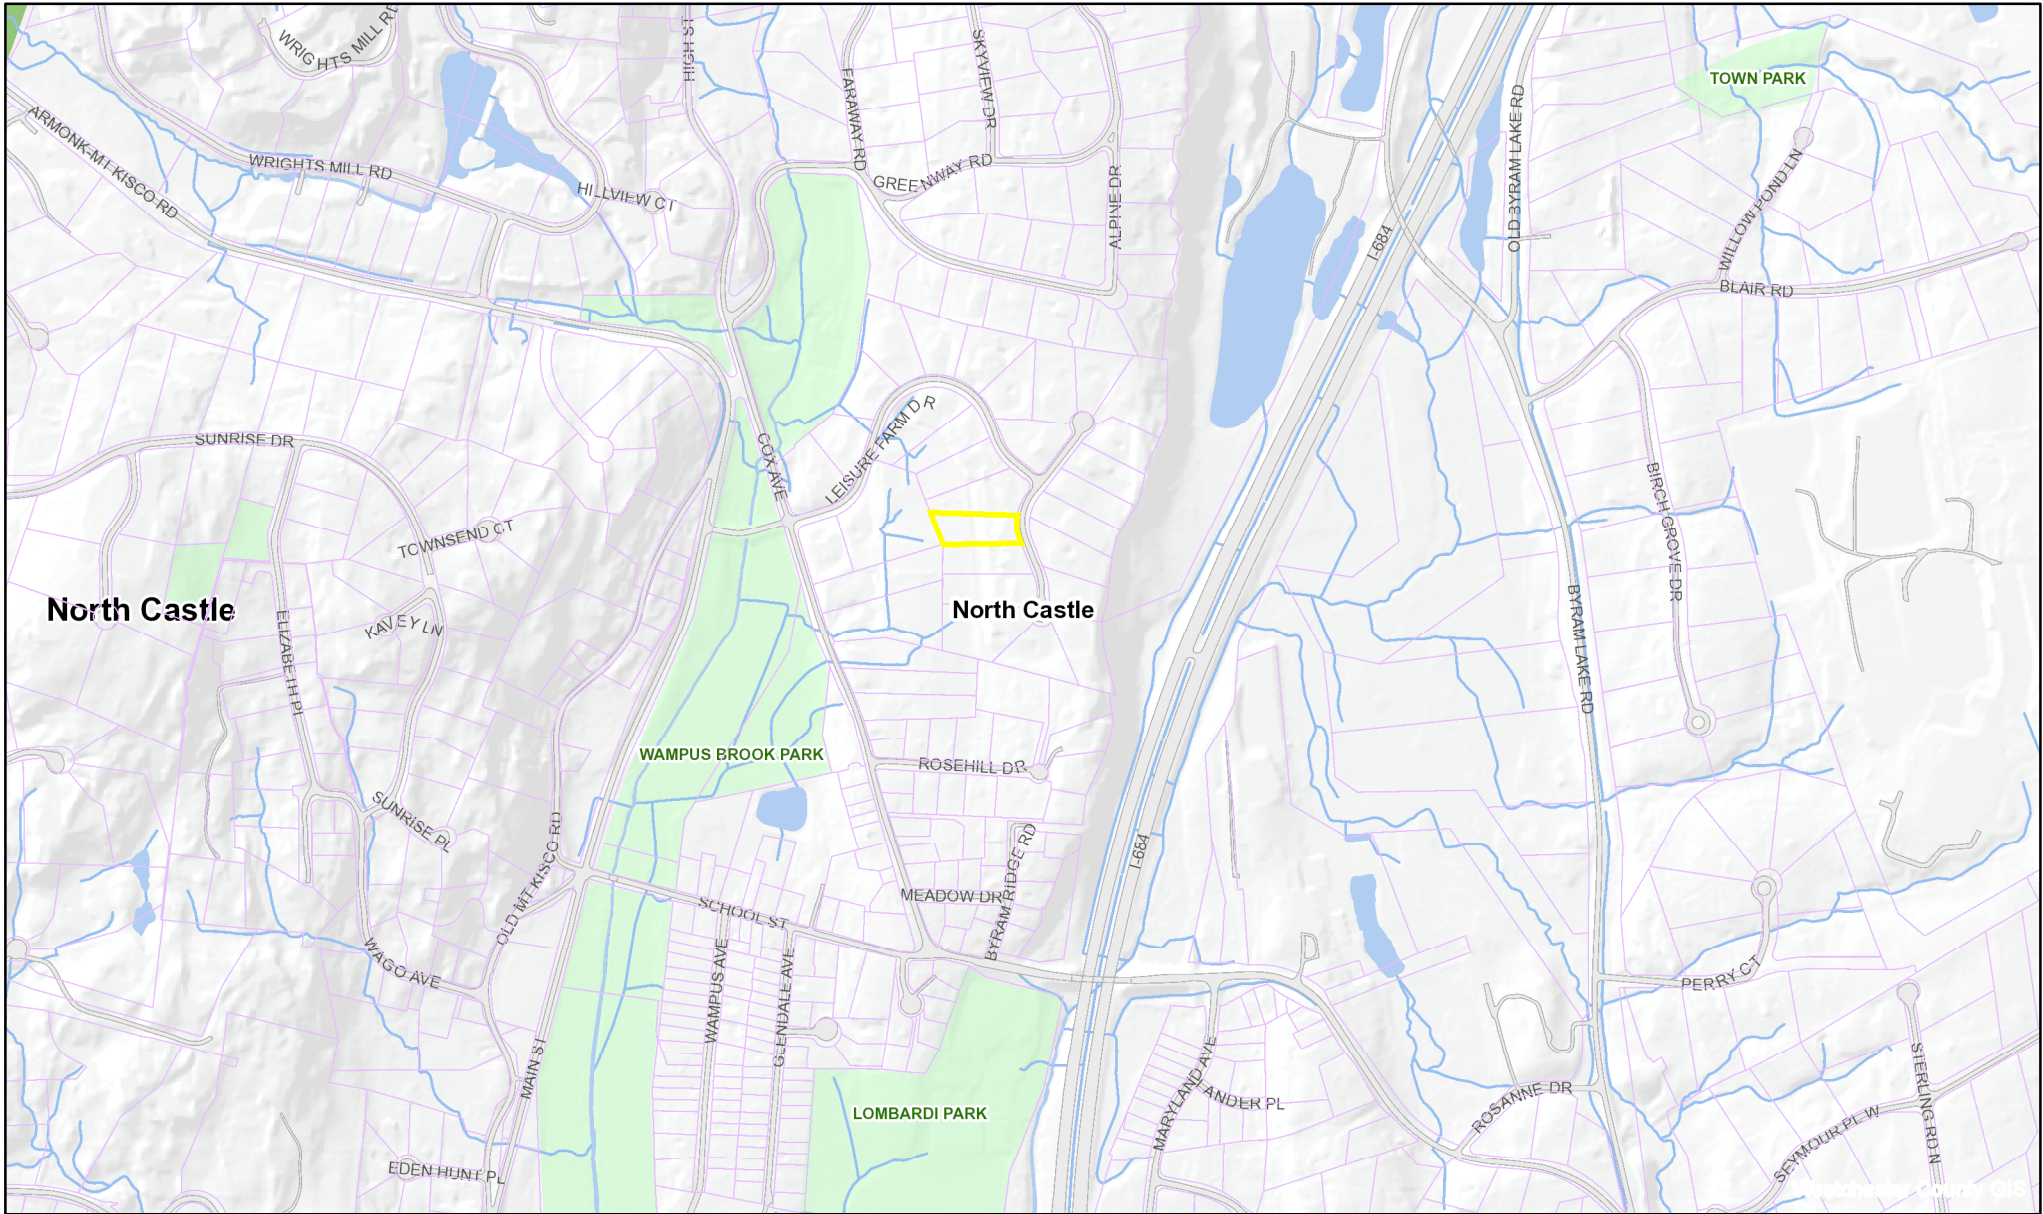 WRIGHTS MILL RD
HIGH ST
FARAWAY RD
SKYVIEW DR
TOWN PARK
ARMONK-MT KISCO RD
WRIGHTS MILL RD
HILLVIEW CT
GREENWAY RD
ALPINE DR
I-684
OLD BYRAM LAKE RD
WILLOW POND LN
BLAIR RD
SUNRISE DR
COX AVE
LEISURE FARM DR
TOWNSEND CT
BIRCH GROVE DR
North Castle
KAVEY LN
ELIZABETH PL
North Castle
BYRAM LAKE RD
WAMPUS BROOK PARK
ROSEHILL DR
SUNRISE PL
OLD MT KISCO RD
I-684
MEADOW DR
BYRAM RIDGE RD
SCHOOL ST
WAGO AVE
WAMPUS AVE
GLENDALE AVE
PERRY CT
MAIN ST
LOMBARDI PARK
MARYLAND AVE
LANDER PL
ROSANNE DR
STERLING RD N
SEYMOUR PL W
EDEN HUNT PL
Westchester County GIS